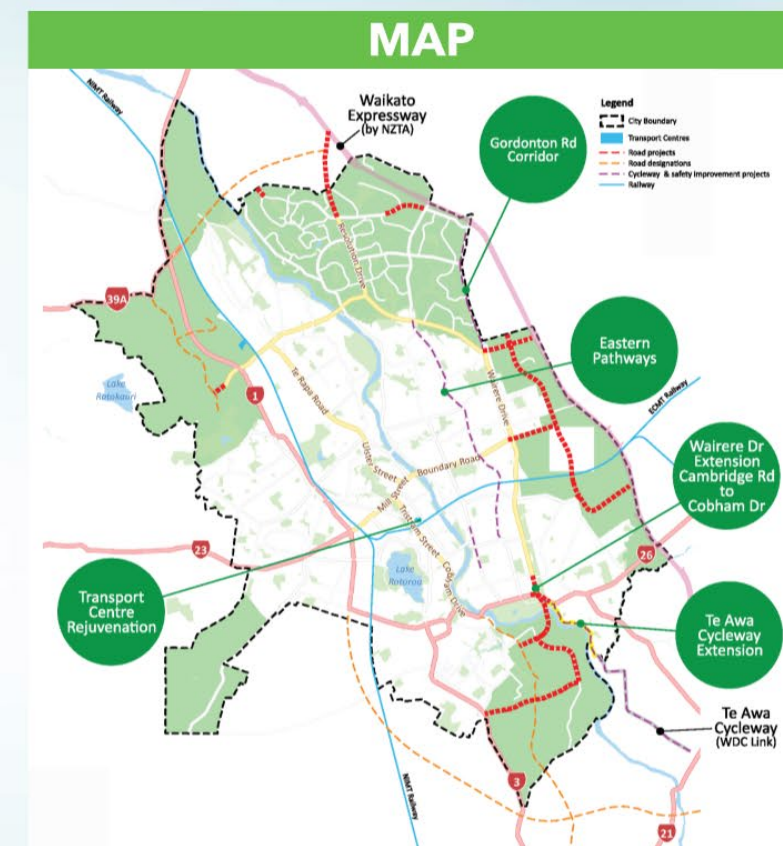 MAP
NIMT Railway
Waikato
Expressway
(by NZTA)
Gordonton Rd
Corridor
Legend
City Boundary
Transport Centres
Road projects
Road designations
Cycleway & safety improvement projects
Railway
Resolution Drive
39A
Eastern
Pathways
Lake
Rotokauri
1
Te Rapa Road
Wairere Drive
ECMT Railway
Ulster Street
Boundary Road
Mill Street
Wairere Dr
Extension
Cambridge Rd
to
Cobham Dr
Tristram Street
23
26
Lake
Rotoroa
Transport
Centre
Rejuvenation
Te Awa
Cycleway
Extension
Te Awa
Cycleway
(WDC Link)
3
NIMT Railway
21